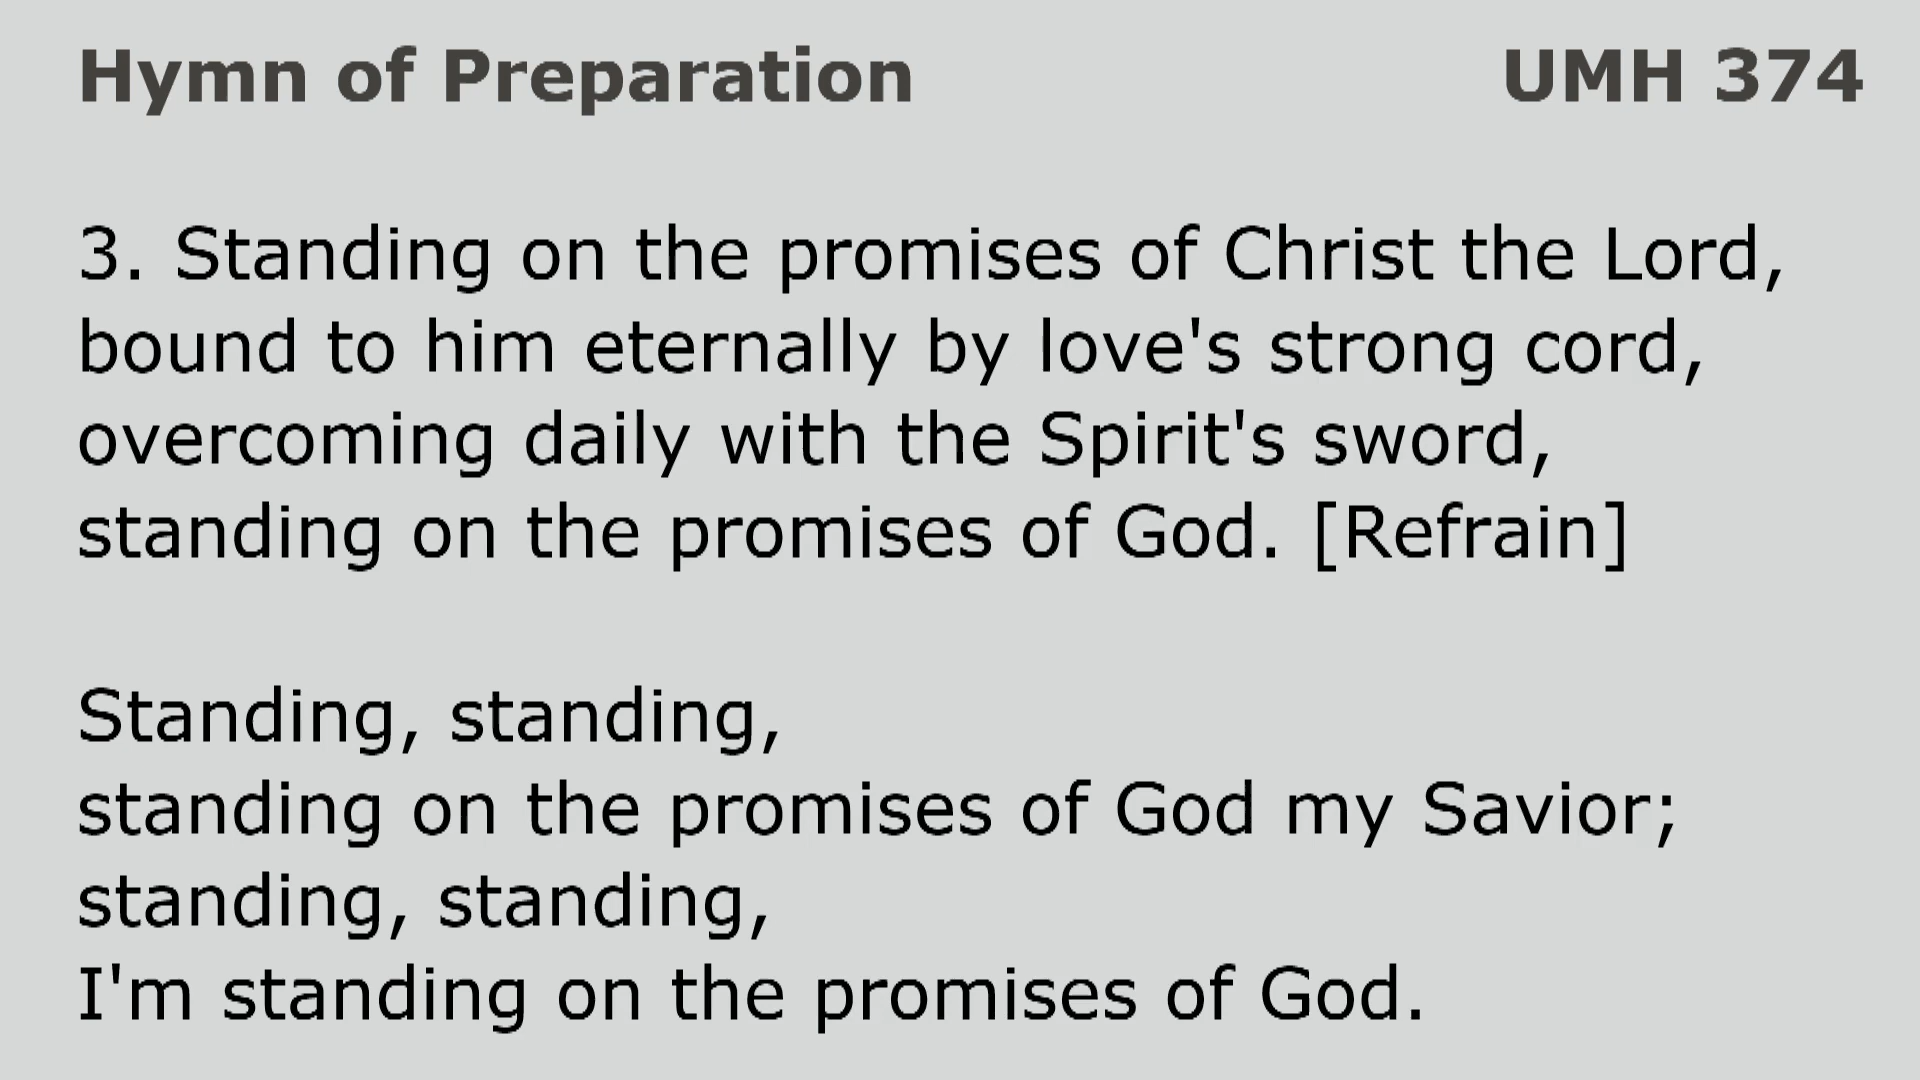 Hymn of Preparation UMH 374
3. Standing on the promises of Christ the Lord,
bound to him eternally by love's strong cord,
overcoming daily with the Spirit's sword,
standing on the promises of God. [Refrain]
Standing, standing,
standing on the promises of God my Savior;
standing, standing,
I'm standing on the promises of God.